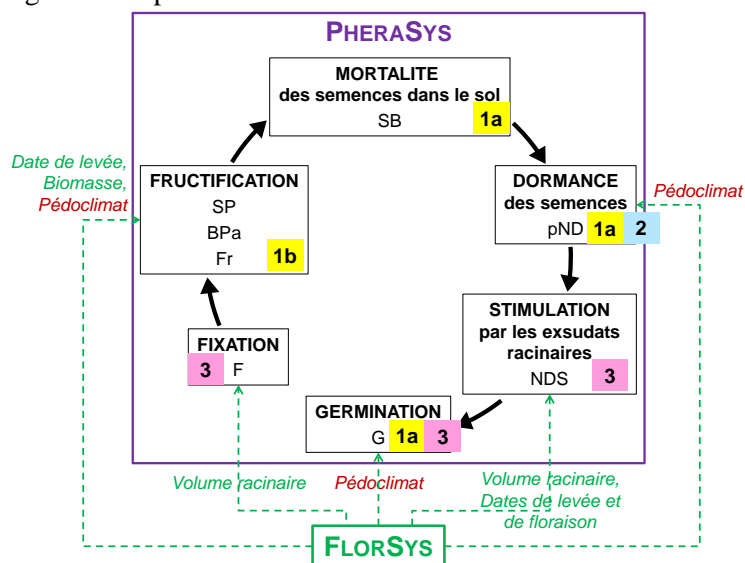 PHERASYS
MORTALITE
des semences dans le sol
SB 1a
Date de levée,
Biomasse,
Pédoclimat
FRUCTIFICATION
SP
BPa
Fr 1b
DORMANCE
des semences
pND 1a 2
Pédoclimat
STIMULATION
par les exsudats
racinaires
NDS 3
FIXATION
3 F
GERMINATION
G 1a 3
Volume racinaire
Pédoclimat
Volume racinaire,
Dates de levée et
de floraison
FLORSYS